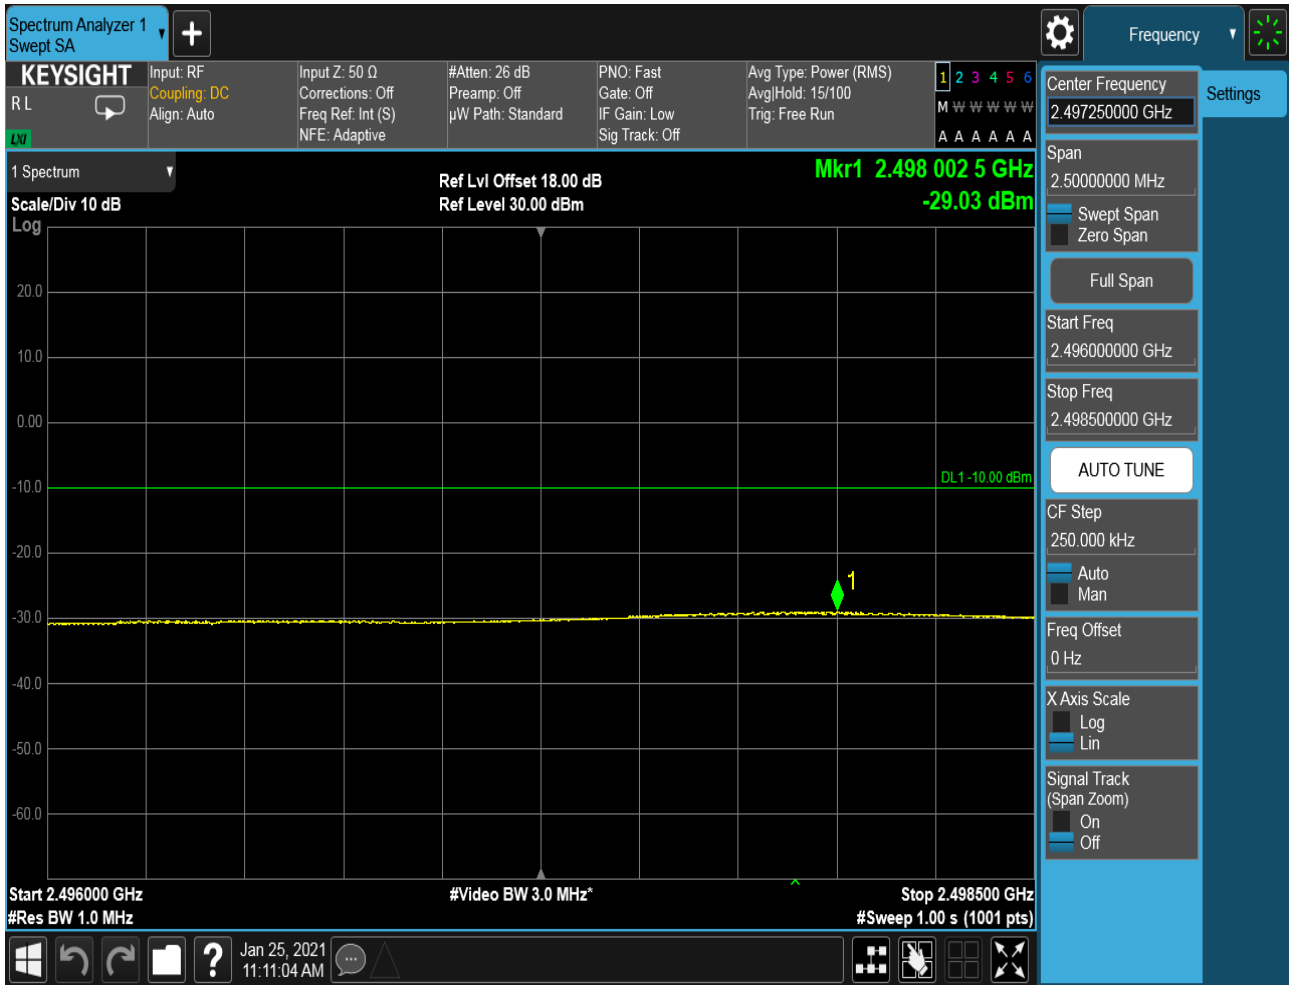 Spectrum Analyzer 1
Swept SA
Frequency
KEYSIGHT
R L
LXI
Input: RF
Coupling: DC
Align: Auto
Input Z: 50 Ω
Corrections: Off
Freq Ref: Int (S)
NFE: Adaptive
#Atten: 26 dB
Preamp: Off
µW Path: Standard
PNO: Fast
Gate: Off
IF Gain: Low
Sig Track: Off
Avg Type: Power (RMS)
Avg|Hold: 15/100
Trig: Free Run
1 2 3 4 5 6
M W W W W W
A A A A A A
1 Spectrum
Scale/Div 10 dB
Log
Ref Lvl Offset 18.00 dB
Ref Level 30.00 dBm
Mkr1 2.498 002 5 GHz
-29.03 dBm
20.0
10.0
0.00
-10.0
-20.0
-30.0
-40.0
-50.0
-60.0
DL1 -10.00 dBm
1
Start 2.496000 GHz
#Res BW 1.0 MHz
#Video BW 3.0 MHz*
Stop 2.498500 GHz
#Sweep 1.00 s (1001 pts)
Jan 25, 2021
11:11:04 AM
?
Center Frequency
2.497250000 GHz
Settings
Span
2.50000000 MHz
Swept Span
Zero Span
Full Span
Start Freq
2.496000000 GHz
Stop Freq
2.498500000 GHz
AUTO TUNE
CF Step
250.000 kHz
Auto
Man
Freq Offset
0 Hz
X Axis Scale
Log
Lin
Signal Track
(Span Zoom)
On
Off